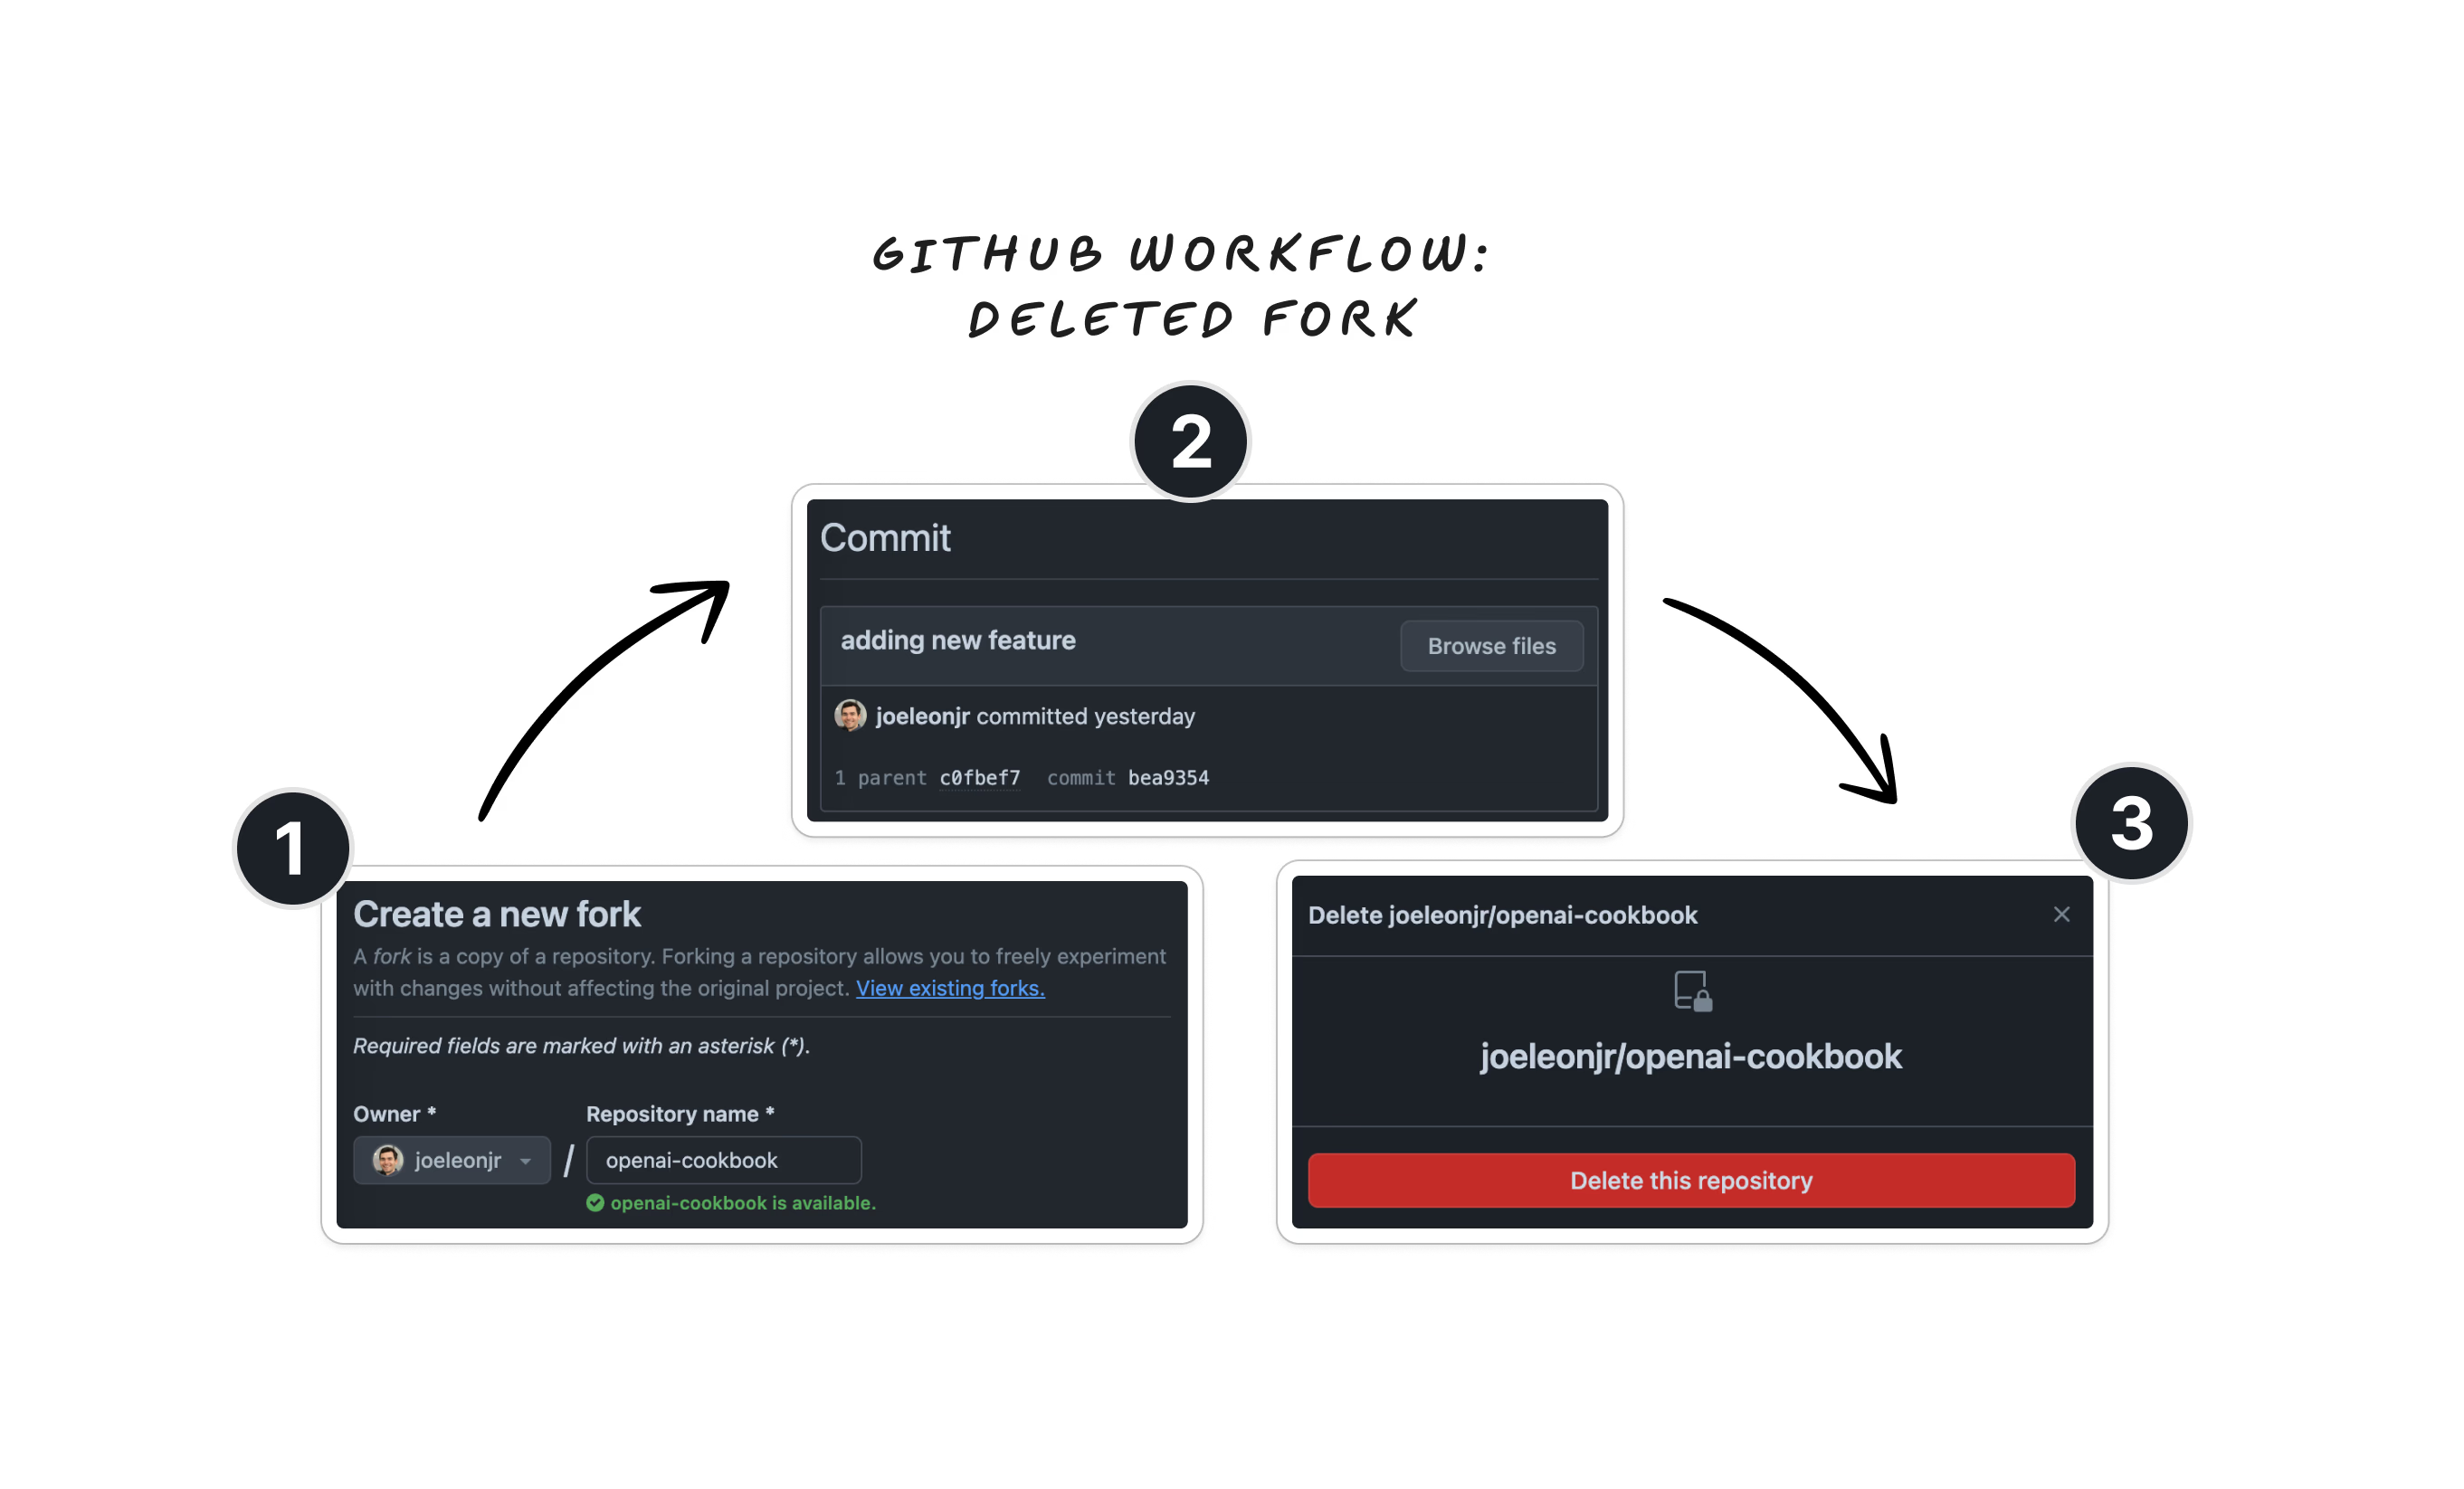 GITHUB WORKFLOW:
DELETED FORK
1
Create a new fork
A fork is a copy of a repository. Forking a repository allows you to freely experiment
with changes without affecting the original project. View existing forks.
Required fields are marked with an asterisk (*).
Owner * Repository name *
joeleonjr / openai-cookbook
openai-cookbook is available.
2
Commit
adding new feature Browse files
joeleonjr committed yesterday
1 parent c0fbef7 commit bea9354
3
Delete joeleonjr/openai-cookbook
joeleonjr/openai-cookbook
Delete this repository